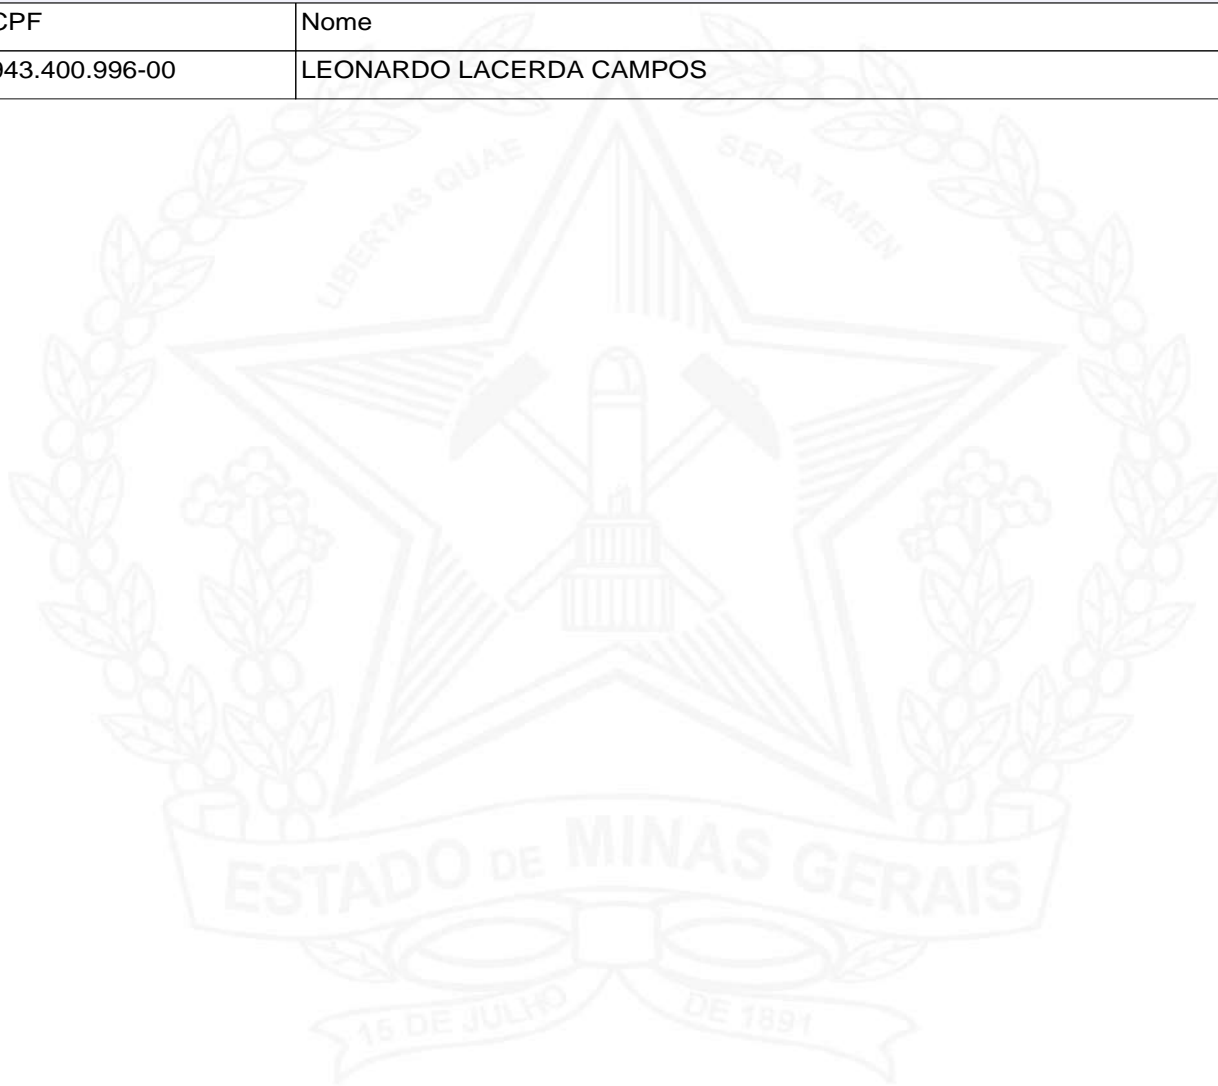 CPF Nome
943.400.996-00 LEONARDO LACERDA CAMPOS
LIBERTAS QUAE SERA TAMEN
ESTADO DE MINAS GERAIS
15 DE JULHO DE 1891